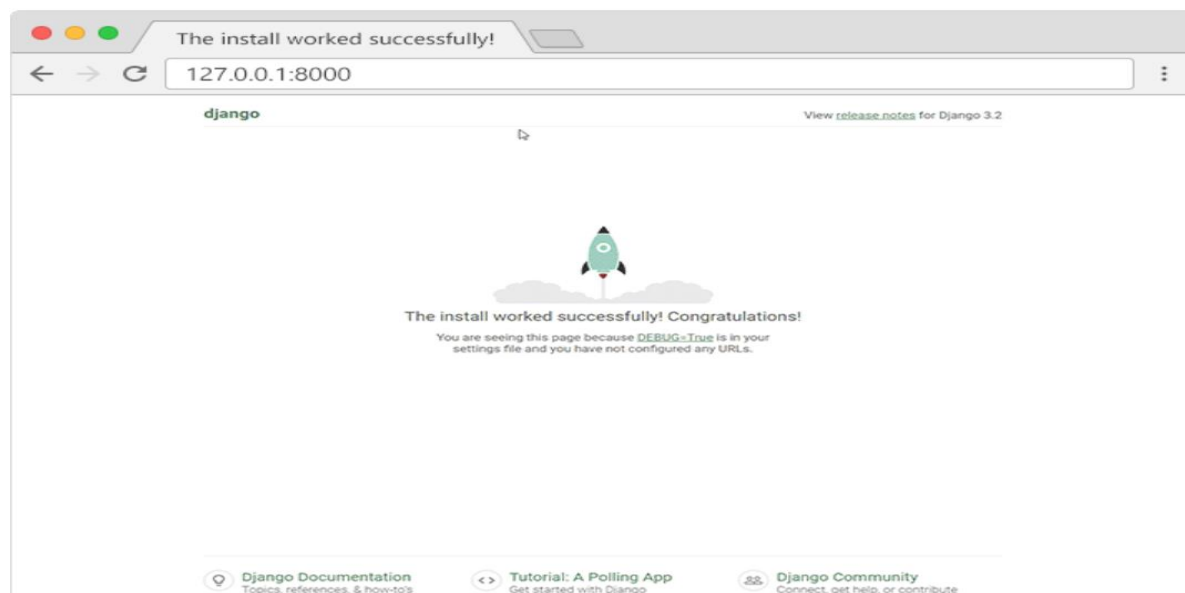 The install worked successfully!
127.0.0.1:8000
django
View release notes for Django 3.2
The install worked successfully! Congratulations!
You are seeing this page because DEBUG=True is in your
settings file and you have not configured any URLs.
Django Documentation
Topics, references, & how-to's
Tutorial: A Polling App
Get started with Django
Django Community
Connect, get help, or contribute